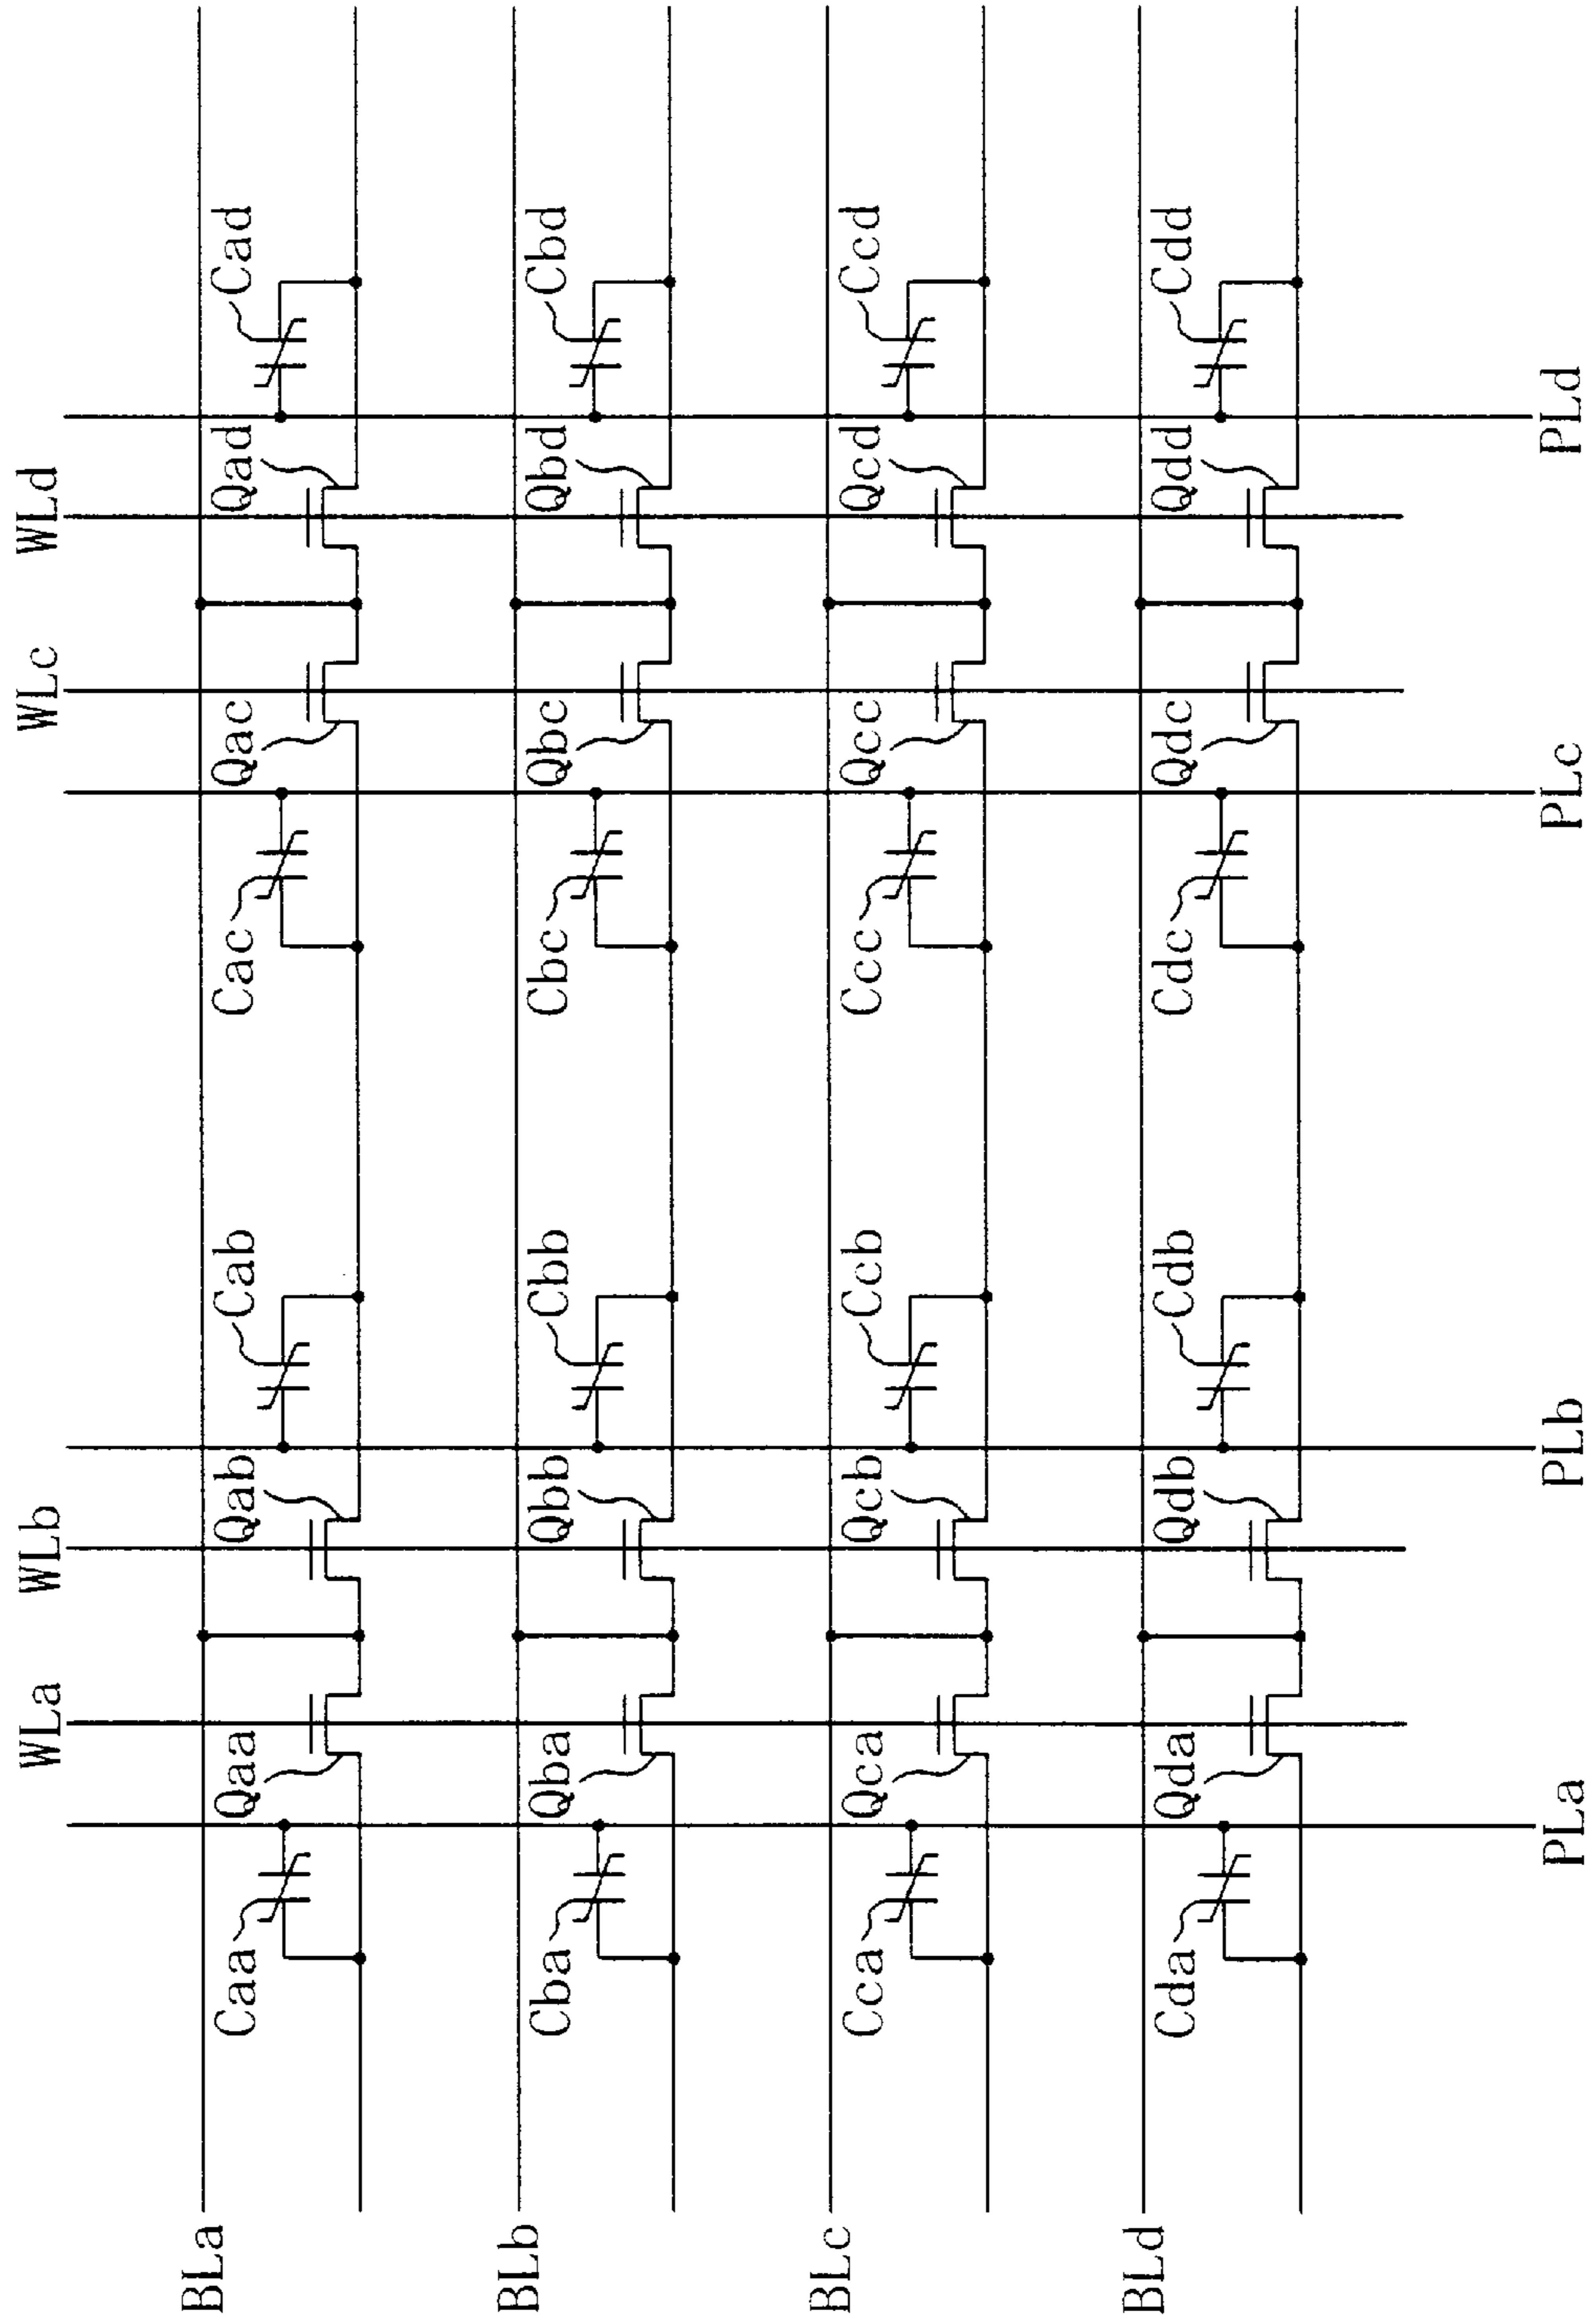 WLa
WLb
WLc
WLd
BLa
Caa
Qaa
Qab
Cab
Cac
Qac
Qad
Cad
BLb
Cba
Qba
Qbb
Cbb
Cbc
Qbc
Qbd
Cbd
BLc
Cca
Qca
Qcb
Ccb
Ccc
Qcc
Qcd
Ccd
BLd
Cda
Qda
Qdb
Cdb
Cdc
Qdc
Qdd
Cdd
PLa
PLb
PLc
PLd